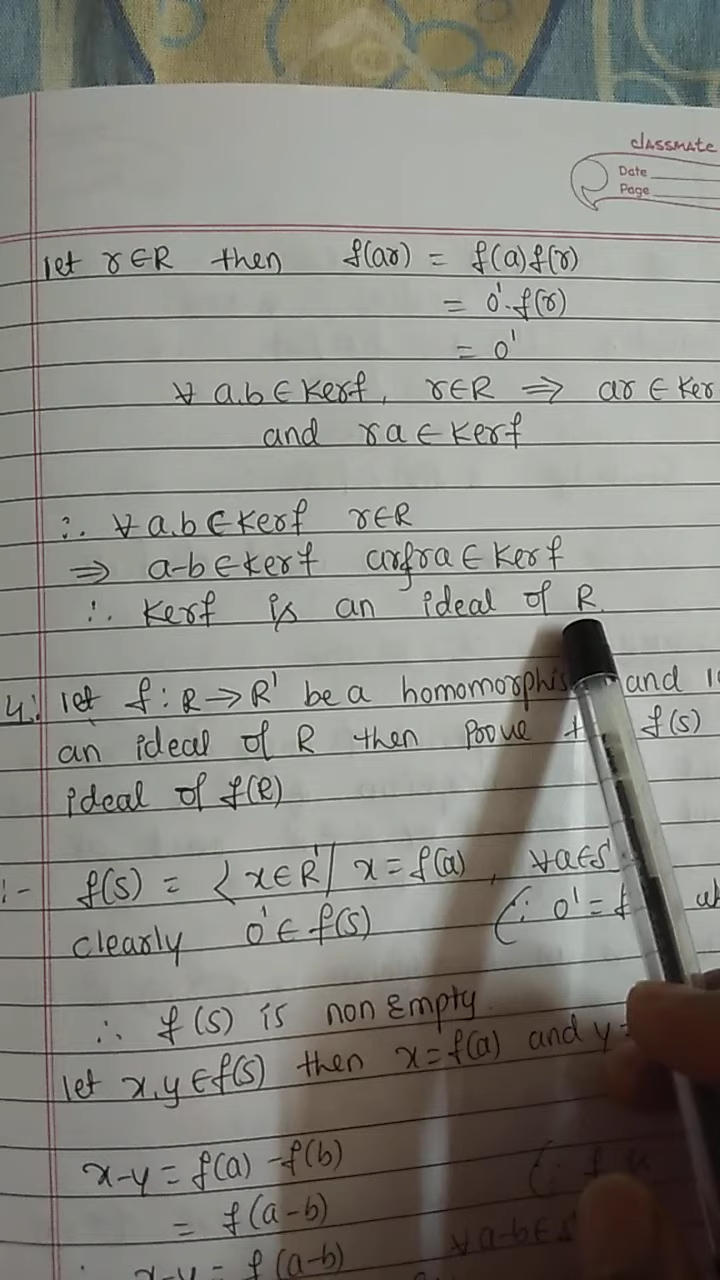 classmate
Date
Page
let r∈R then f(ar) = f(a)f(r)
= 0'·f(r)
= 0'
∀ a,b ∈ Kerf, r∈R ⇒ ar ∈ Ker
and ra ∈ Kerf
∴ ∀ a,b ∈ Kerf r∈R
⇒ a-b ∈ Kerf ar, ra ∈ Kerf
∴ Kerf is an ideal of R.
4: let f: R→R' be a and
an ideal of R then prove f(s)
ideal of f(R)
:- f(s) = {x∈R'/ x=f(a), ∀a∈S
clearly 0'∈ f(s) (∵ 0'=
∴ f(s) is non Empty.
let x,y ∈f(s) then x=f(a) and y
x-y = f(a) -f(b)
= f(a-b)
x-y = f(a-b) ∀a-b∈S